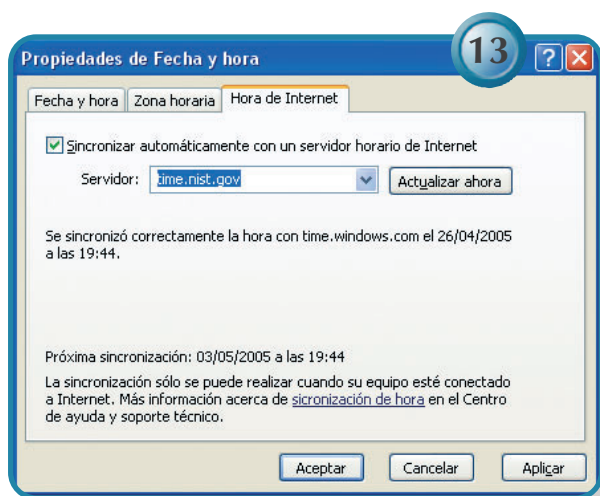 13
Propiedades de Fecha y hora
Fecha y hora Zona horaria Hora de Internet
Sincronizar automáticamente con un servidor horario de Internet
Servidor: time.nist.gov Actualizar ahora
Se sincronizó correctamente la hora con time.windows.com el 26/04/2005
a las 19:44.
Próxima sincronización: 03/05/2005 a las 19:44
La sincronización sólo se puede realizar cuando su equipo esté conectado
a Internet. Más información acerca de sicronización de hora en el Centro
de ayuda y soporte técnico.
Aceptar Cancelar Aplicar